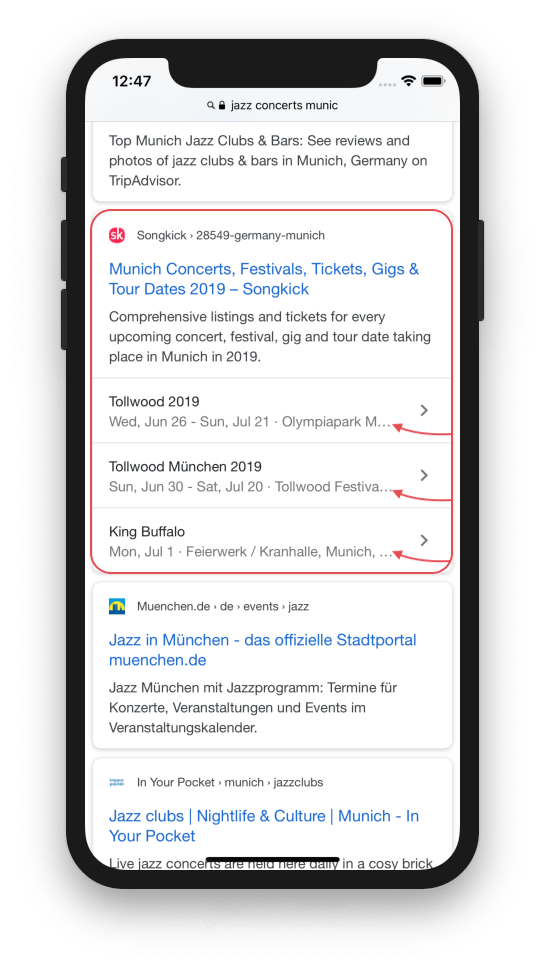 12:47
jazz concerts munic
Top Munich Jazz Clubs & Bars: See reviews and
photos of jazz clubs & bars in Munich, Germany on
TripAdvisor.
sk Songkick › 28549-germany-munich
Munich Concerts, Festivals, Tickets, Gigs &
Tour Dates 2019 – Songkick
Comprehensive listings and tickets for every
upcoming concert, festival, gig and tour date taking
place in Munich in 2019.
Tollwood 2019
Wed, Jun 26 - Sun, Jul 21 · Olympiapark M...
Tollwood München 2019
Sun, Jun 30 - Sat, Jul 20 · Tollwood Festiva...
King Buffalo
Mon, Jul 1 · Feierwerk / Kranhalle, Munich, ...
Muenchen.de › de › events › jazz
Jazz in München - das offizielle Stadtportal
muenchen.de
Jazz München mit Jazzprogramm: Termine für
Konzerte, Veranstaltungen und Events im
Veranstaltungskalender.
In Your Pocket › munich › jazzclubs
Jazz clubs | Nightlife & Culture | Munich - In
Your Pocket
Live jazz concerts are held here daily in a cosy brick